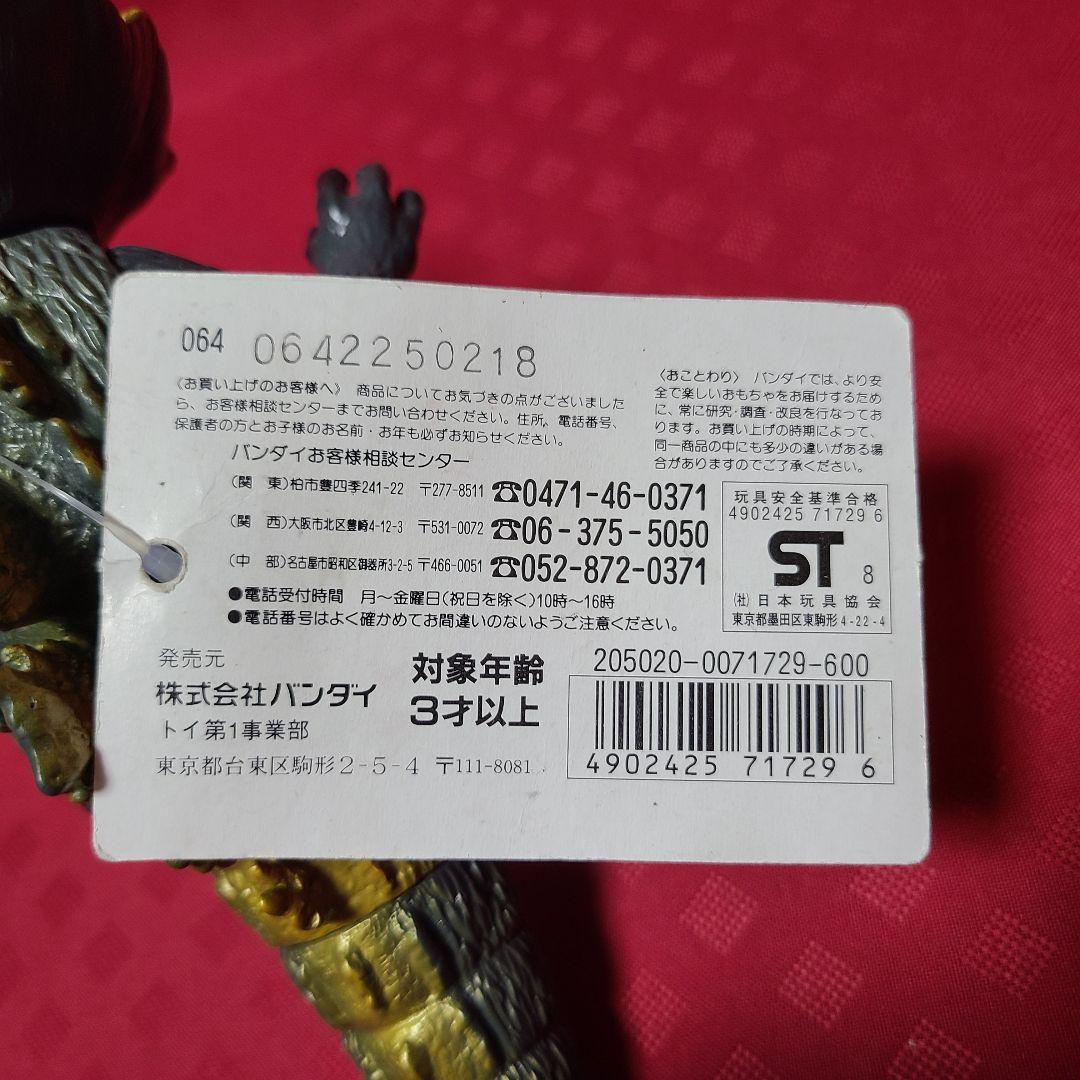 064 0642250218
〈お買い上げのお客様へ〉 商品についてお気づきの点がございました
ら、お客様相談センターまでお問い合わせください。住所、電話番号、
保護者の方とお子様のお名前・お年も必ずお知らせください。
〈おことわり〉 バンダイでは、より安
全で楽しいおもちゃをお届けするため
に、常に研究・調査・改良を行なってお
ります。お買い上げの時期によって、
同一商品の中にも多少の違いがある場
合がありますのでご了承ください。
バンダイお客様相談センター
(関 東)柏市豊四季241-22 〒277-8511 ☎0471-46-0371
(関 西)大阪市北区豊崎4-12-3 〒531-0072 ☎06-375-5050
(中 部)名古屋市昭和区御器所3-2-5 〒466-0051 ☎052-872-0371
●電話受付時間 月〜金曜日(祝日を除く)10時〜16時
●電話番号はよく確かめてお間違いのないようご注意ください。
玩具安全基準合格
4902425 71729 6
ST 8
(社)日本玩具協会
東京都墨田区東駒形4-22-4
発売元
株式会社バンダイ
トイ第1事業部
東京都台東区駒形2-5-4 〒111-8081
対象年齢
3才以上
205020-0071729-600
4902425 71729 6